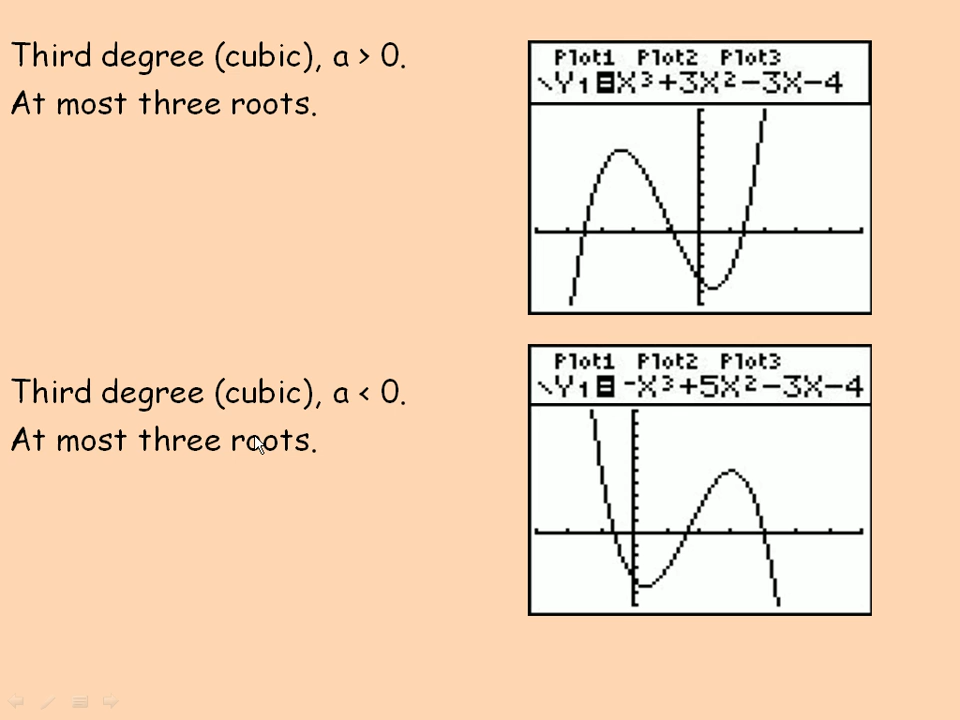 Third degree (cubic), a > 0.
At most three roots.
Plot1 Plot2 Plot3
\Y₁=X³+3X²-3X-4
Third degree (cubic), a < 0.
At most three roots.
Plot1 Plot2 Plot3
\Y₁=-X³+5X²-3X-4